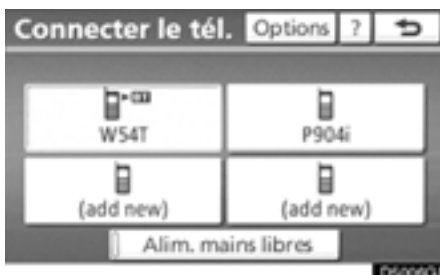 Connecter le tél. Options ?
W54T P904i
(add new) (add new)
Alim. mains libres